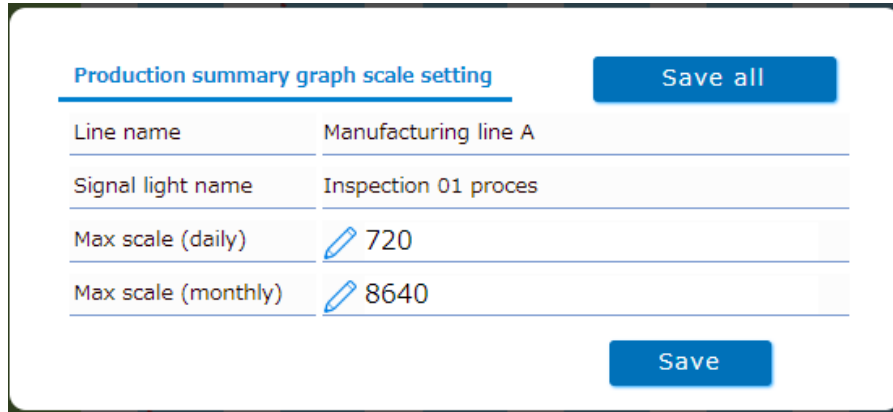 Production summary graph scale setting
Save all
Line name Manufacturing line A
Signal light name Inspection 01 proces
Max scale (daily) 720
Max scale (monthly) 8640
Save